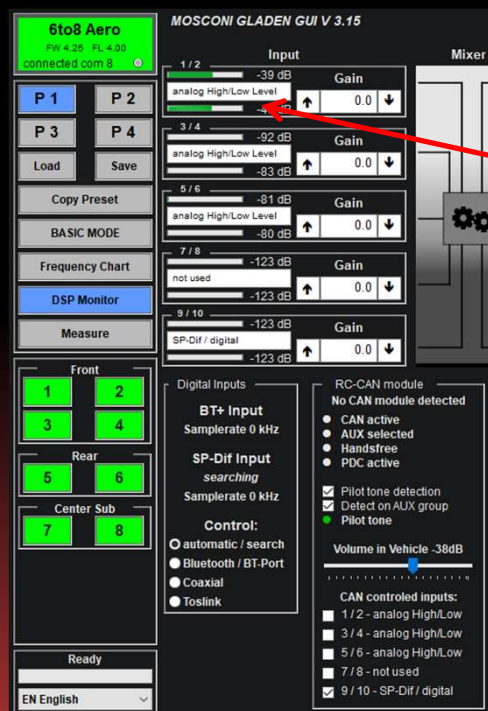 6to8 Aero
FW 4.26 FL 4.00
connected com 8
MOSCONI GLADEN GUI V 3.15
Input
Mixer
P 1
P 2
P 3
P 4
Load
Save
Copy Preset
BASIC MODE
Frequency Chart
DSP Monitor
Measure
1 / 2
-39 dB
analog High/Low Level
Gain
0.0
3 / 4
-92 dB
analog High/Low Level
-83 dB
Gain
0.0
5 / 6
-81 dB
analog High/Low Level
-80 dB
Gain
0.0
7 / 8
-123 dB
not used
-123 dB
Gain
0.0
9 / 10
-123 dB
SP-Dif / digital
-123 dB
Gain
0.0
Front
1
2
3
4
Rear
5
6
Center Sub
7
8
Ready
EN English
Digital Inputs
BT+ Input
Samplerate 0 kHz
SP-Dif Input
searching
Samplerate 0 kHz
Control:
automatic / search
Bluetooth / BT-Port
Coaxial
Toslink
RC-CAN module
No CAN module detected
CAN active
AUX selected
Handsfree
PDC active
Pilot tone detection
Detect on AUX group
Pilot tone
Volume in Vehicle -38dB
CAN controled inputs:
1 / 2 - analog High/Low
3 / 4 - analog High/Low
5 / 6 - analog High/Low
7 / 8 - not used
9 / 10 - SP-Dif / digital